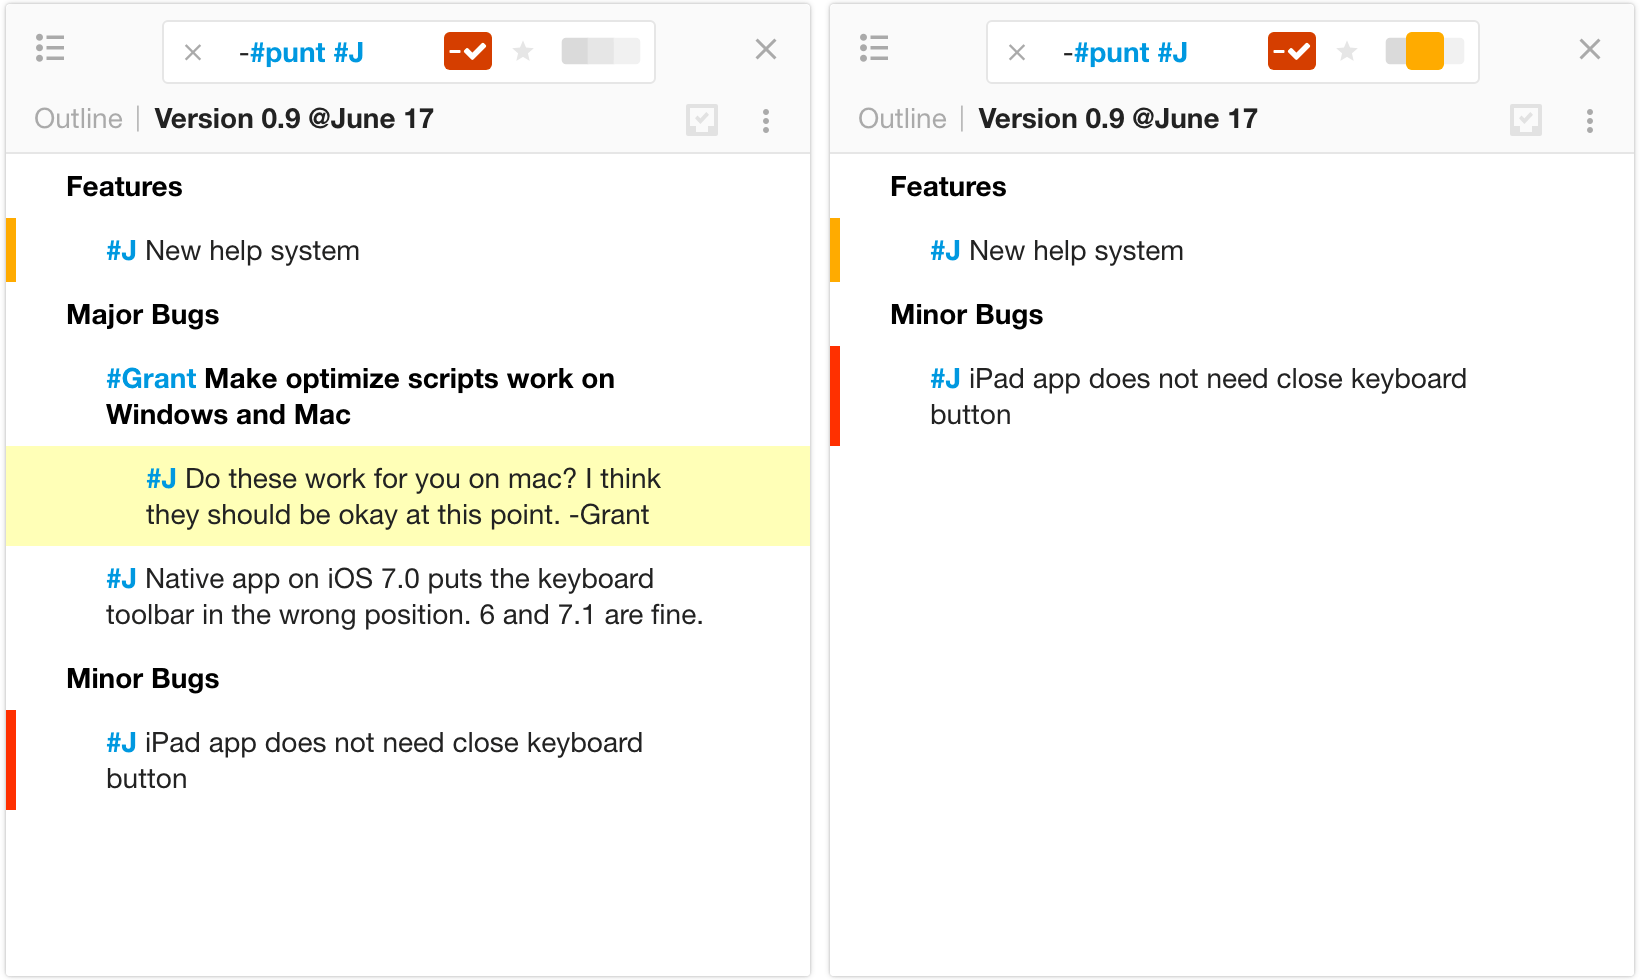 -#punt #J
Outline | Version 0.9 @June 17
Features
#J New help system
Major Bugs
#Grant Make optimize scripts work on
Windows and Mac
#J Do these work for you on mac? I think
they should be okay at this point. -Grant
#J Native app on iOS 7.0 puts the keyboard
toolbar in the wrong position. 6 and 7.1 are fine.
Minor Bugs
#J iPad app does not need close keyboard
button
-#punt #J
Outline | Version 0.9 @June 17
Features
#J New help system
Minor Bugs
#J iPad app does not need close keyboard
button